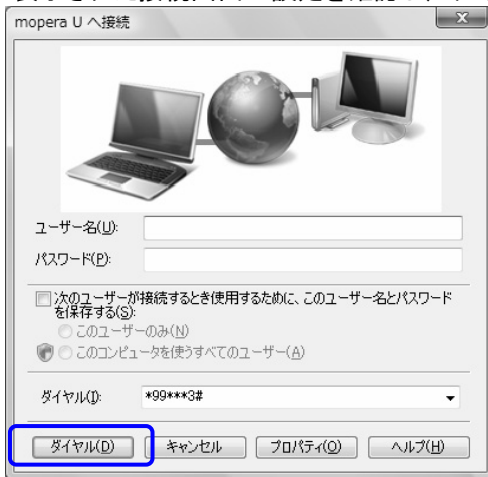 mopera U へ接続
ユーザー名(U):
パスワード(P):
次のユーザーが接続するとき使用するために、このユーザー名とパスワード
を保存する(S):
このユーザーのみ(N)
このコンピュータを使うすべてのユーザー(A)
ダイヤル(I):
*99***3#
ダイヤル(D)
キャンセル
プロパティ(O)
ヘルプ(H)